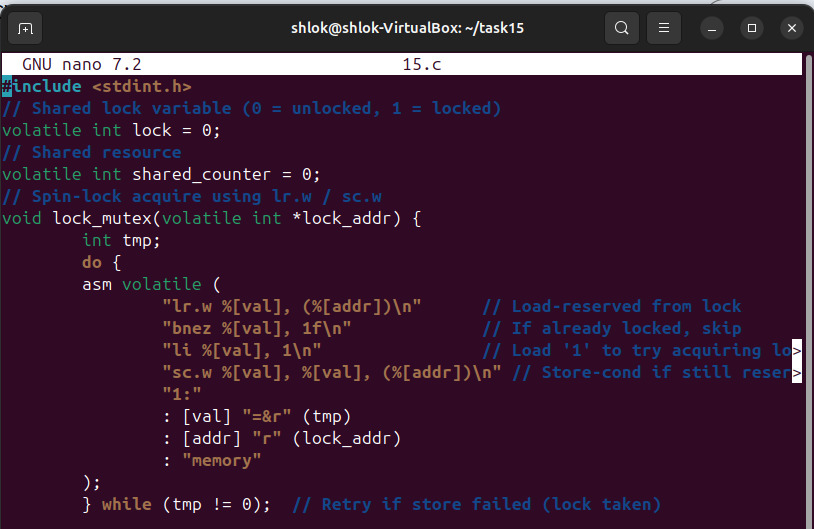 shlok@shlok-VirtualBox: ~/task15
GNU nano 7.2 15.c
#include <stdint.h>
// Shared lock variable (0 = unlocked, 1 = locked)
volatile int lock = 0;
// Shared resource
volatile int shared_counter = 0;
// Spin-lock acquire using lr.w / sc.w
void lock_mutex(volatile int *lock_addr) {
int tmp;
do {
asm volatile (
"lr.w %[val], (%[addr])\n" // Load-reserved from lock
"bnez %[val], 1f\n" // If already locked, skip
"li %[val], 1\n" // Load '1' to try acquiring lo>
"sc.w %[val], %[val], (%[addr])\n" // Store-cond if still reser>
"1:"
: [val] "=&r" (tmp)
: [addr] "r" (lock_addr)
: "memory"
);
} while (tmp != 0); // Retry if store failed (lock taken)